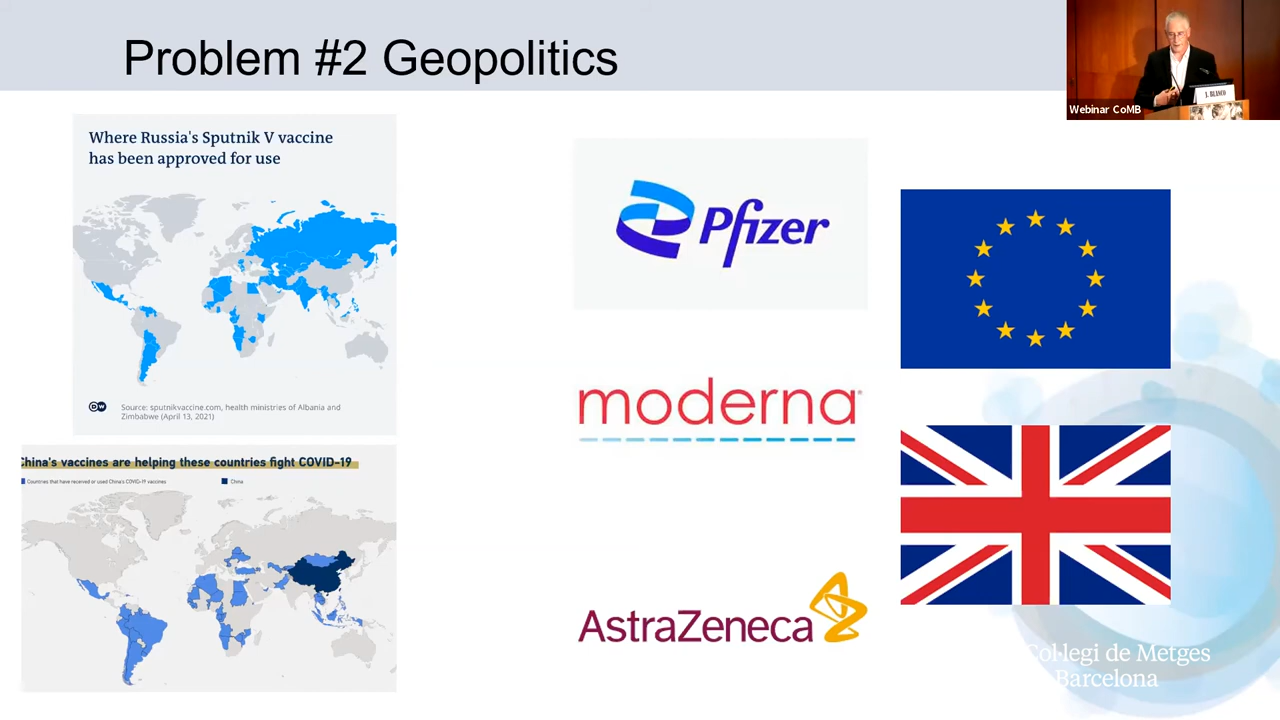 Problem #2 Geopolitics
Webinar CoMB
J. BLASCO
Where Russia's Sputnik V vaccine
has been approved for use
DW
Source: sputnikvaccine.com, health ministries of Albania and
Zimbabwe (April 13, 2021)
China's vaccines are helping these countries fight COVID-19
Countries that have received or used China's COVID-19 vaccines
China
Pfizer
moderna
AstraZeneca
Col·legi de Metges
Barcelona